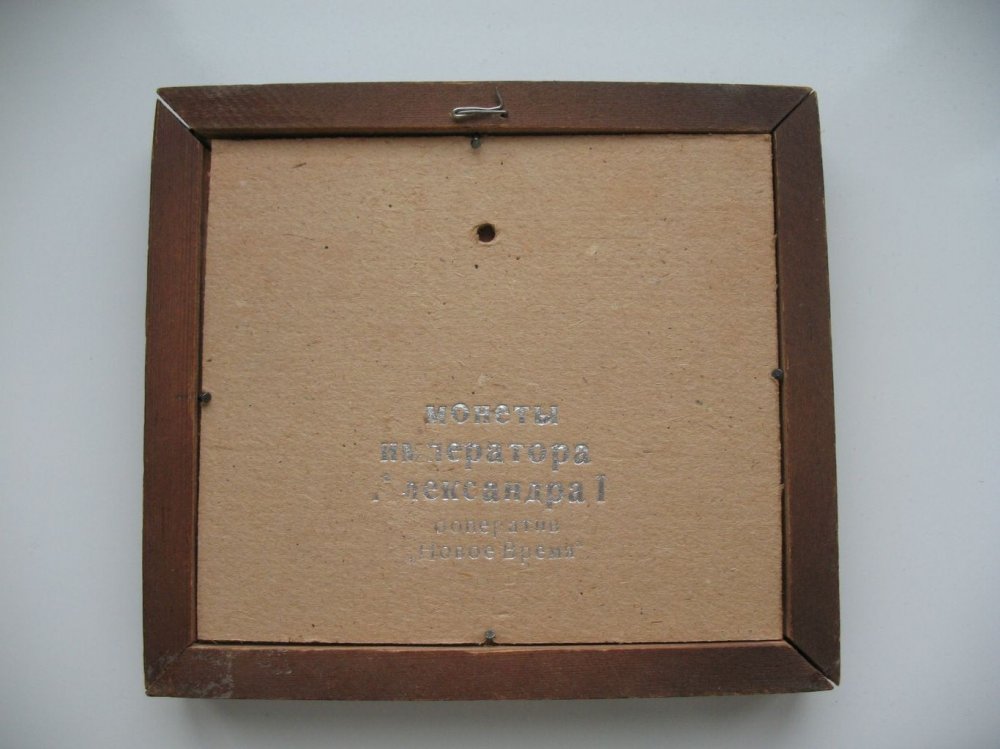 монеты
императора
Александра I
кооператив
„Новое Время"